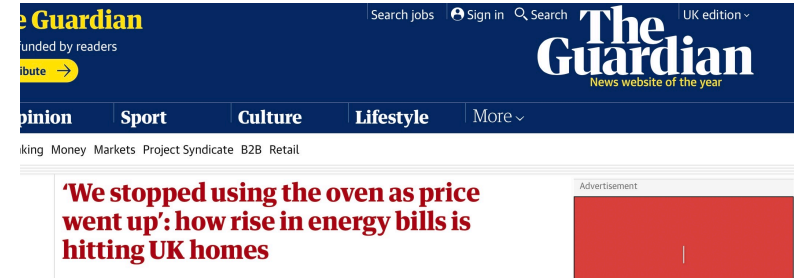 e Guardian
funded by readers
ibute →
Search jobs
Sign in
Search
UK edition
The
Guardian
News website of the year
pinion Sport Culture Lifestyle More
king Money Markets Project Syndicate B2B Retail
‘We stopped using the oven as price
went up’: how rise in energy bills is
hitting UK homes
Advertisement